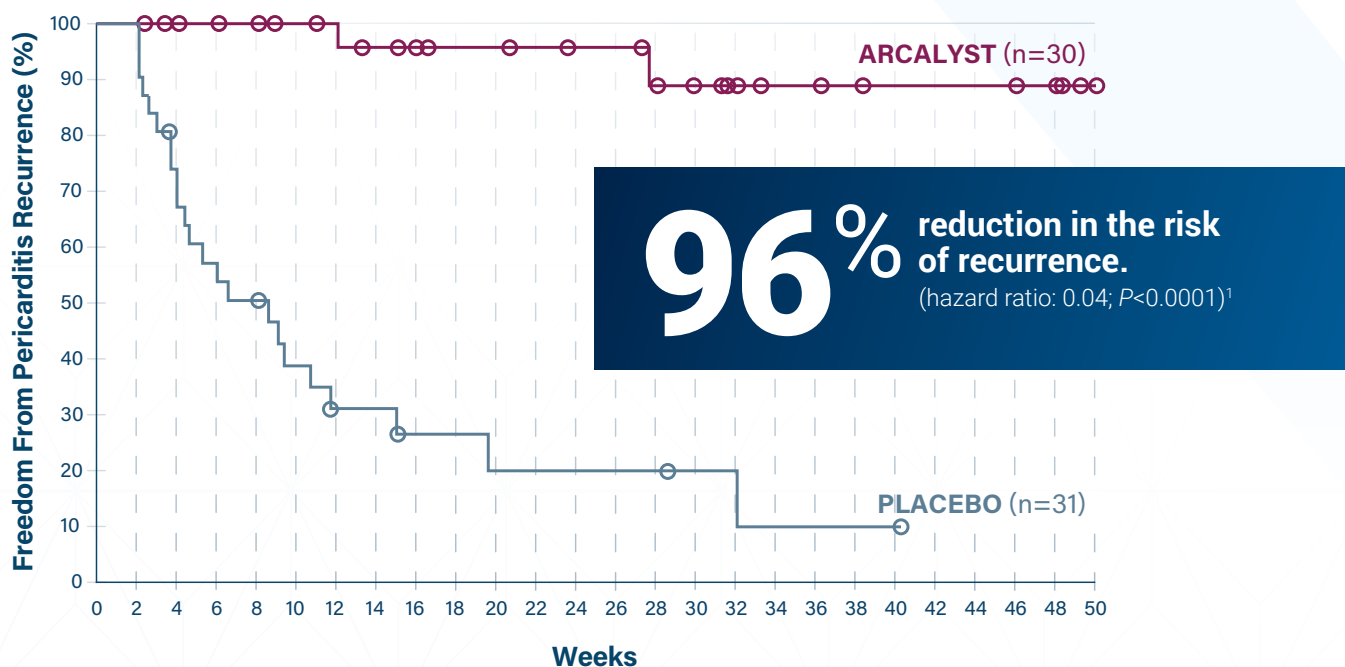 Freedom From Pericarditis Recurrence (%)
100
90
80
70
60
50
40
30
20
10
0
ARCALYST (n=30)
96% reduction in the risk
of recurrence.
(hazard ratio: 0.04; P<0.0001)¹
PLACEBO (n=31)
0 2 4 6 8 10 12 14 16 18 20 22 24 26 28 30 32 34 36 38 40 42 44 46 48 50
Weeks